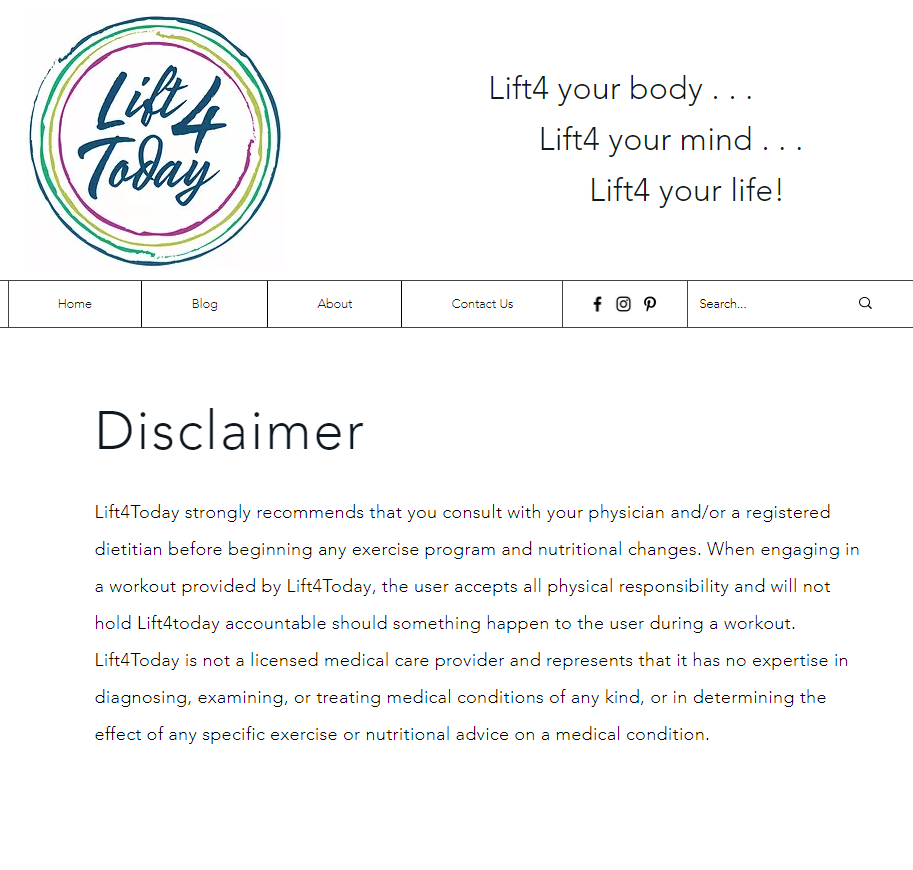 Lift 4
Today
Lift4 your body . . .
Lift4 your mind . . .
Lift4 your life!
Home
Blog
About
Contact Us
Search...
Disclaimer
Lift4Today strongly recommends that you consult with your physician and/or a registered
dietitian before beginning any exercise program and nutritional changes. When engaging in
a workout provided by Lift4Today, the user accepts all physical responsibility and will not
hold Lift4today accountable should something happen to the user during a workout.
Lift4Today is not a licensed medical care provider and represents that it has no expertise in
diagnosing, examining, or treating medical conditions of any kind, or in determining the
effect of any specific exercise or nutritional advice on a medical condition.